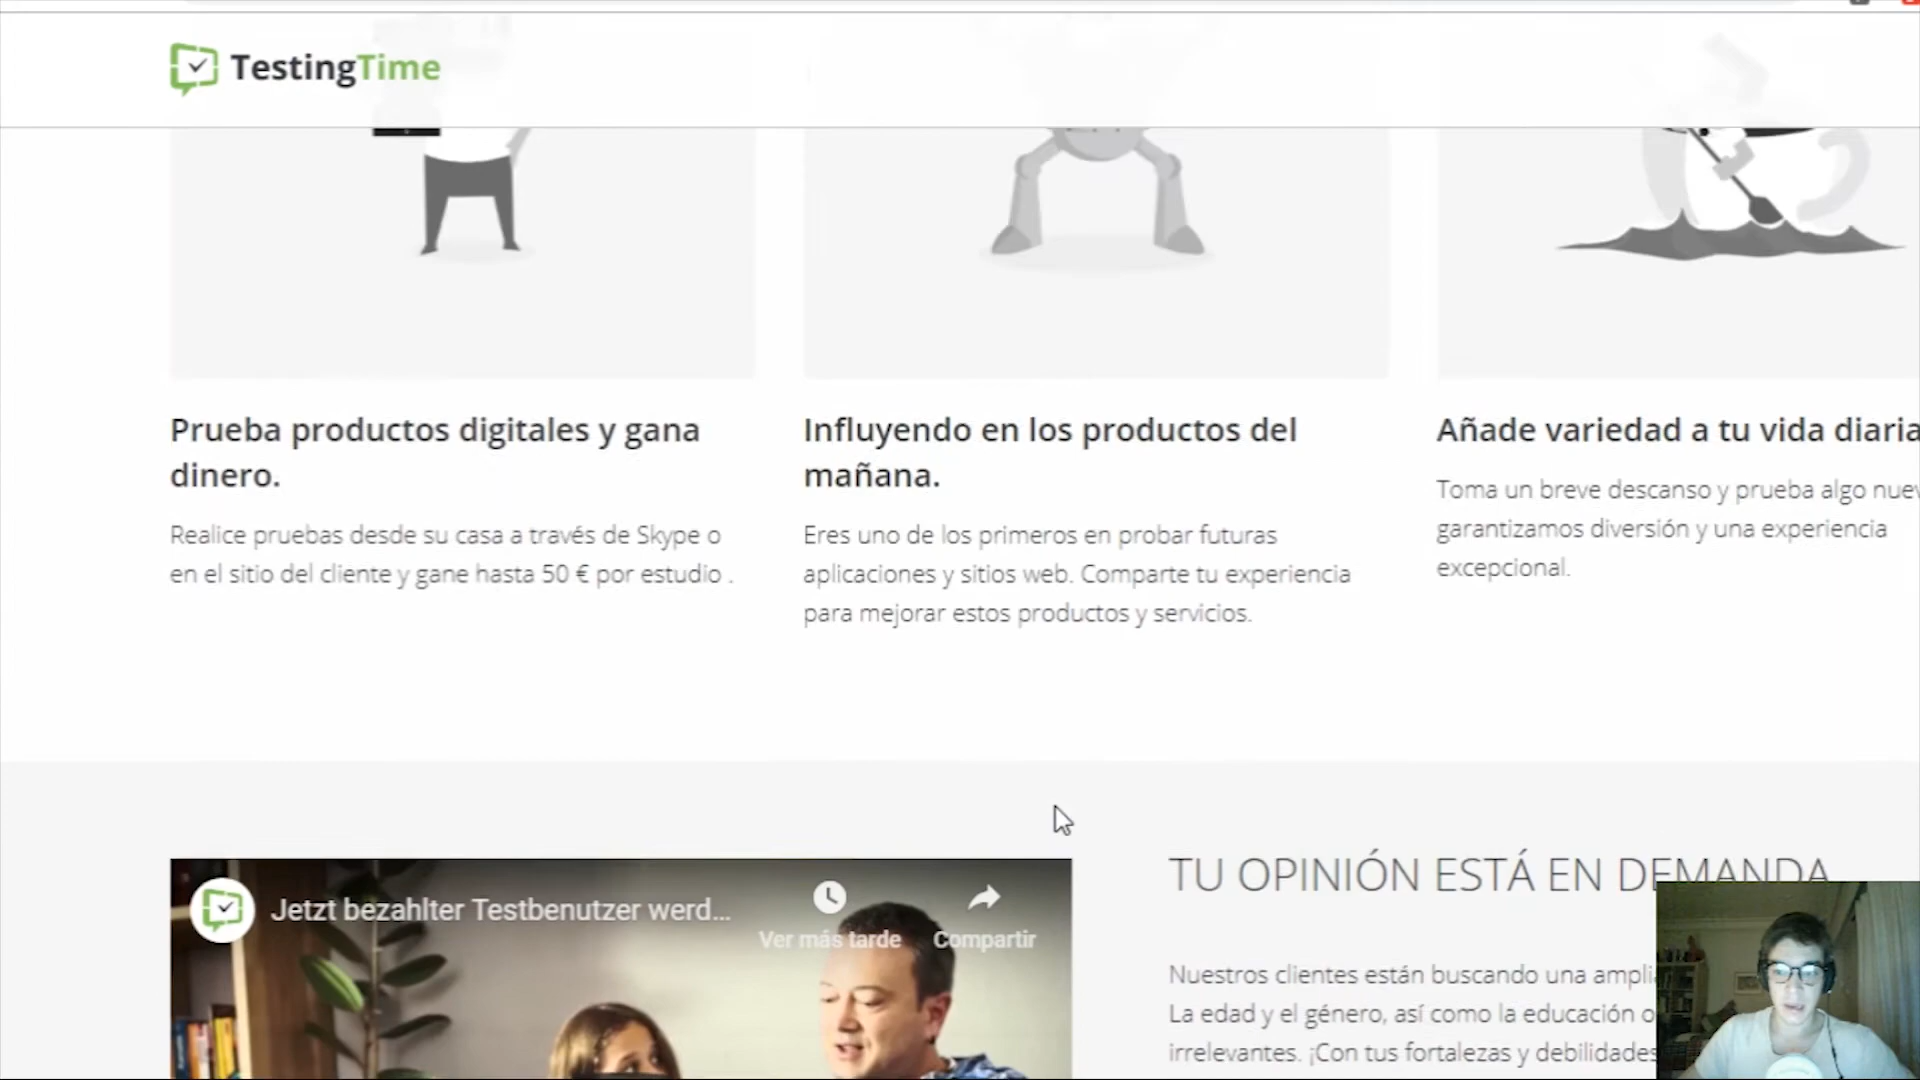 TestingTime
Prueba productos digitales y gana
dinero.
Realice pruebas desde su casa a través de Skype o
en el sitio del cliente y gane hasta 50 € por estudio .
Influyendo en los productos del
mañana.
Eres uno de los primeros en probar futuras
aplicaciones y sitios web. Comparte tu experiencia
para mejorar estos productos y servicios.
Añade variedad a tu vida diaria
Toma un breve descanso y prueba algo
garantizamos diversión y una experiencia
excepcional.
Jetzt bezahlter Testbenutzer werd...
Ver más tarde
Compartir
TU OPINIÓN ESTÁ EN DEMANDA
Nuestros clientes están buscando una
La edad y el género, así como la educación o
irrelevantes. ¡Con tus fortalezas y debilidades